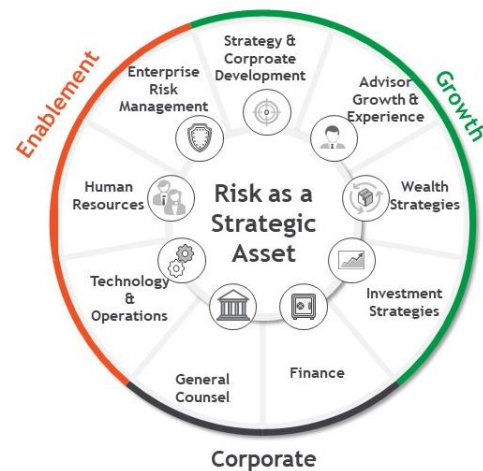 Strategy &
Corproate
Development
Advisor
Growth &
Experience
Growth
Wealth
Strategies
Investment
Strategies
Finance
Corporate
General
Counsel
Technology
&
Operations
Human
Resources
Enterprise
Risk
Management
Enablement
Risk as a
Strategic
Asset